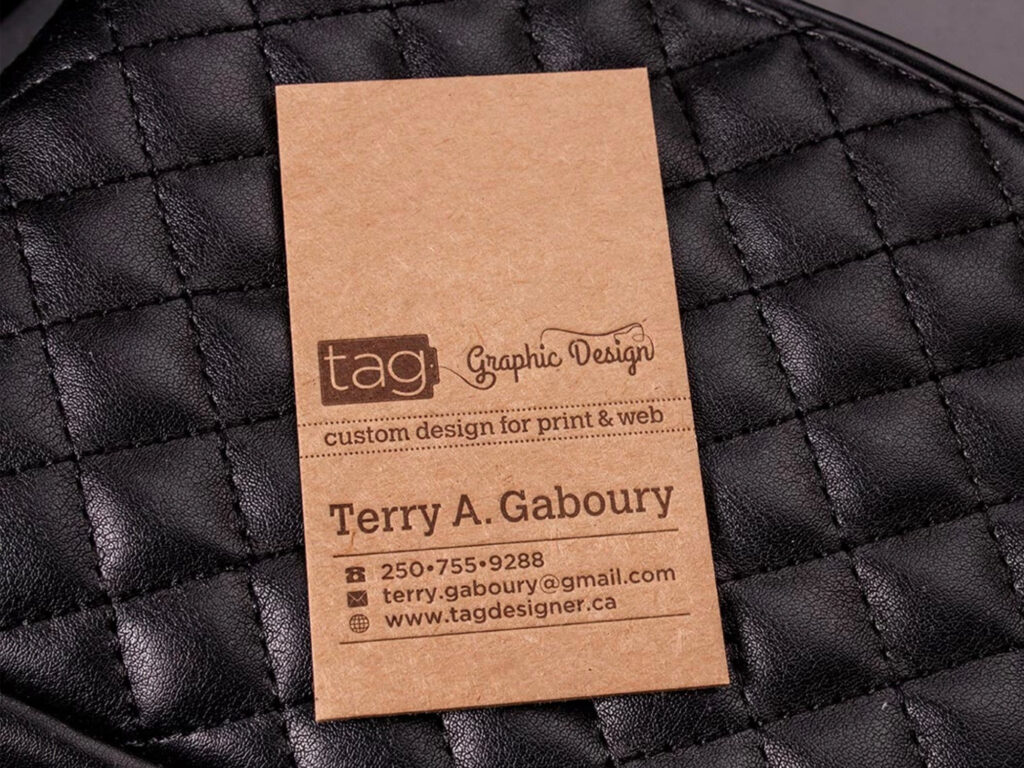 tag Graphic Design
custom design for print & web
Terry A. Gaboury
250•755•9288
terry.gaboury@gmail.com
www.tagdesigner.ca